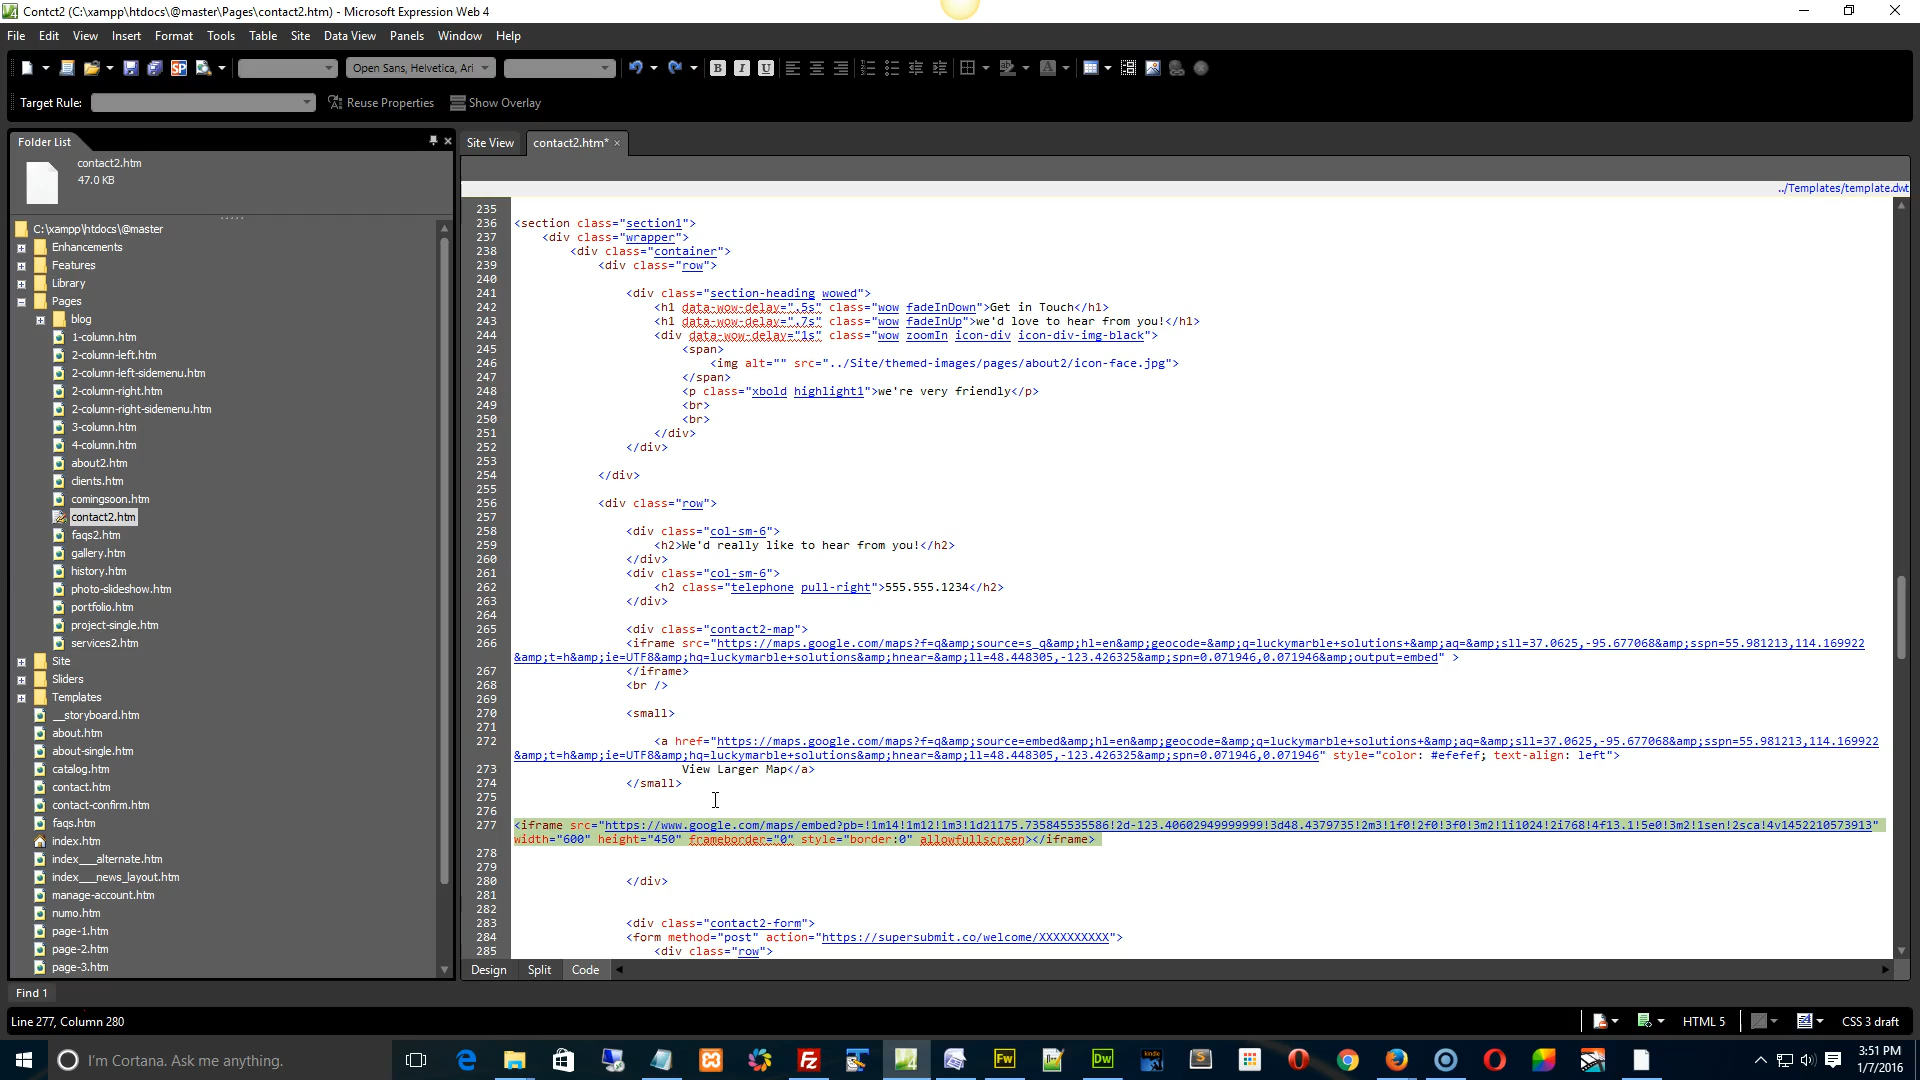 Contct2 (C:\xampp\htdocs\@master\Pages\contact2.htm) - Microsoft Expression Web 4
File Edit View Insert Format Tools Table Site Data View Panels Window Help
Open Sans, Helvetica, Ari
Target Rule: Reuse Properties Show Overlay
Folder List
contact2.htm
47.0 KB
C:\xampp\htdocs\@master
Enhancements
Features
Library
Pages
blog
1-column.htm
2-column-left.htm
2-column-left-sidemenu.htm
2-column-right.htm
2-column-right-sidemenu.htm
3-column.htm
4-column.htm
about2.htm
clients.htm
comingsoon.htm
contact2.htm
faqs2.htm
gallery.htm
history.htm
photo-slideshow.htm
portfolio.htm
project-single.htm
services2.htm
Site
Sliders
Templates
__storyboard.htm
about.htm
about-single.htm
catalog.htm
contact.htm
contact-confirm.htm
faqs.htm
index.htm
index___alternate.htm
index___news_layout.htm
manage-account.htm
numo.htm
page-1.htm
page-2.htm
page-3.htm
Find 1
Site View contact2.htm*
../Templates/template.dwt
235
236 <section class="section1">
237 <div class="wrapper">
238 <div class="container">
239 <div class="row">
240
241 <div class="section-heading wowed">
242 <h1 data-wow-delay=".5s" class="wow fadeInDown">Get in Touch</h1>
243 <h1 data-wow-delay=".7s" class="wow fadeInUp">we'd love to hear from you!</h1>
244 <div data-wow-delay="1s" class="wow zoomIn icon-div icon-div-img-black">
245 <span>
246 <img alt="" src="../Site/themed-images/pages/about2/icon-face.jpg">
247 </span>
248 <p class="xbold highlight1">we're very friendly</p>
249 <br>
250 <br>
251 </div>
252 </div>
253
254 </div>
255
256 <div class="row">
257
258 <div class="col-sm-6">
259 <h2>We'd really like to hear from you!</h2>
260 </div>
261 <div class="col-sm-6">
262 <h2 class="telephone pull-right">555.555.1234</h2>
263 </div>
264
265 <div class="contact2-map">
266 <iframe src="https://maps.google.com/maps?f=q&amp;source=s_q&amp;hl=en&amp;geocode=&amp;q=luckymarble+solutions+&amp;aq=&amp;sll=37.0625,-95.677068&amp;sspn=55.981213,114.169922
&amp;t=h&amp;ie=UTF8&amp;hq=luckymarble+solutions&amp;hnear=&amp;ll=48.448305,-123.426325&amp;spn=0.071946,0.071946&amp;output=embed" >
267 </iframe>
268 <br />
269
270 <small>
271
272 <a href="https://maps.google.com/maps?f=q&amp;source=embed&amp;hl=en&amp;geocode=&amp;q=luckymarble+solutions+&amp;aq=&amp;sll=37.0625,-95.677068&amp;sspn=55.981213,114.169922
&amp;t=h&amp;ie=UTF8&amp;hq=luckymarble+solutions&amp;hnear=&amp;ll=48.448305,-123.426325&amp;spn=0.071946,0.071946" style="color: #efefef; text-align: left">
273 View Larger Map</a>
274 </small>
275
276
277 <iframe src="https://www.google.com/maps/embed?pb=!1m14!1m12!1m3!1d21175.735845535586!2d-123.40602949999999!3d48.4379735!2m3!1f0!2f0!3f0!3m2!1i1024!2i768!4f13.1!5e0!3m2!1sen!2sca!4v1452210573913"
width="600" height="450" frameborder="0" style="border:0" allowfullscreen></iframe>
278
279
280 </div>
281
282
283 <div class="contact2-form">
284 <form method="post" action="https://supersubmit.co/welcome/XXXXXXXXXX">
285 <div class="row">
Design Split Code
Line 277, Column 280
HTML 5 CSS 3 draft
I'm Cortana. Ask me anything.
3:51 PM
1/7/2016